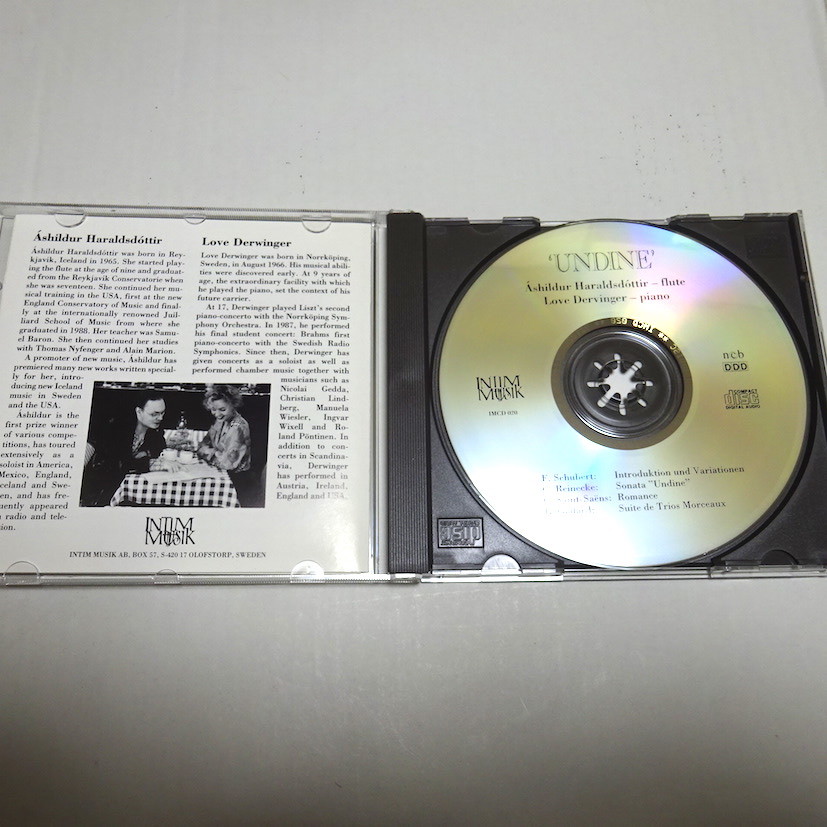 Áshildur Haraldsdóttir
Áshildur Haraldsdóttir was born in Rey-
kjavik, Iceland in 1965. She started play-
ing the flute at the age of nine and graduat-
ed from the Reykjavik Conservatorie when
she was seventeen. She continued her mu-
sical training in the USA, first at the new
England Conservatory of Music and final-
ly at the internationally renowned Juil-
liard School of Music from where she
graduated in 1988. Her teacher was Samu-
el Baron. She then continued her studies
with Thomas Nyfenger and Alain Marion.
A promoter of new music, Áshildur has
premiered many new works written special-
ly for her, intro-
ducing new Iceland
music in Sweden
and the USA.
Áshildur is the
first prize winner
of various compe-
titions, has toured
extensively as a
soloist in America,
Mexico, England,
Iceland and Swe-
en, and has fre-
uently appeared
radio and tele-
ion.
Love Derwinger
Love Derwinger was born in Norrköping,
Sweden, in August 1966. His musical abili-
ties were discovered early. At 9 years of
age, the extraordinary facility with which
he played the piano, set the context of his
future carrier.
At 17, Derwinger played Liszt's second
piano-concerto with the Norrköping Sym-
phony Orchestra. In 1987, he performed
his final student concert: Brahms first
piano-concerto with the Swedish Radio
Symphonics. Since then, Derwinger has
given concerts as a soloist as well as
performed chamber music together with
musicians such as
Nicolai Gedda,
Christian Lind-
berg, Manuela
Wiesler, Ingvar
Wixell and Ro-
land Pöntinen. In
addition to con-
certs in Scandina-
via, Derwinger
has performed in
Austria, Ireland,
England and USA.
INTIM
MUSIK
INTIM MUSIK AB, BOX 57, S-420 17 OLOFSTORP, SWEDEN
'UNDINE'
Áshildur Haraldsdóttir – flute
Love Dervinger – piano
INTIM
MUSIK
IMCD 020
ncb
DDD
COMPACT
disc
DIGITAL AUDIO
F. Schubert: Introduktion und Variationen
Reinecke: Sonata "Undine"
Saint-Saëns: Romance
Suite de Trios Morceaux